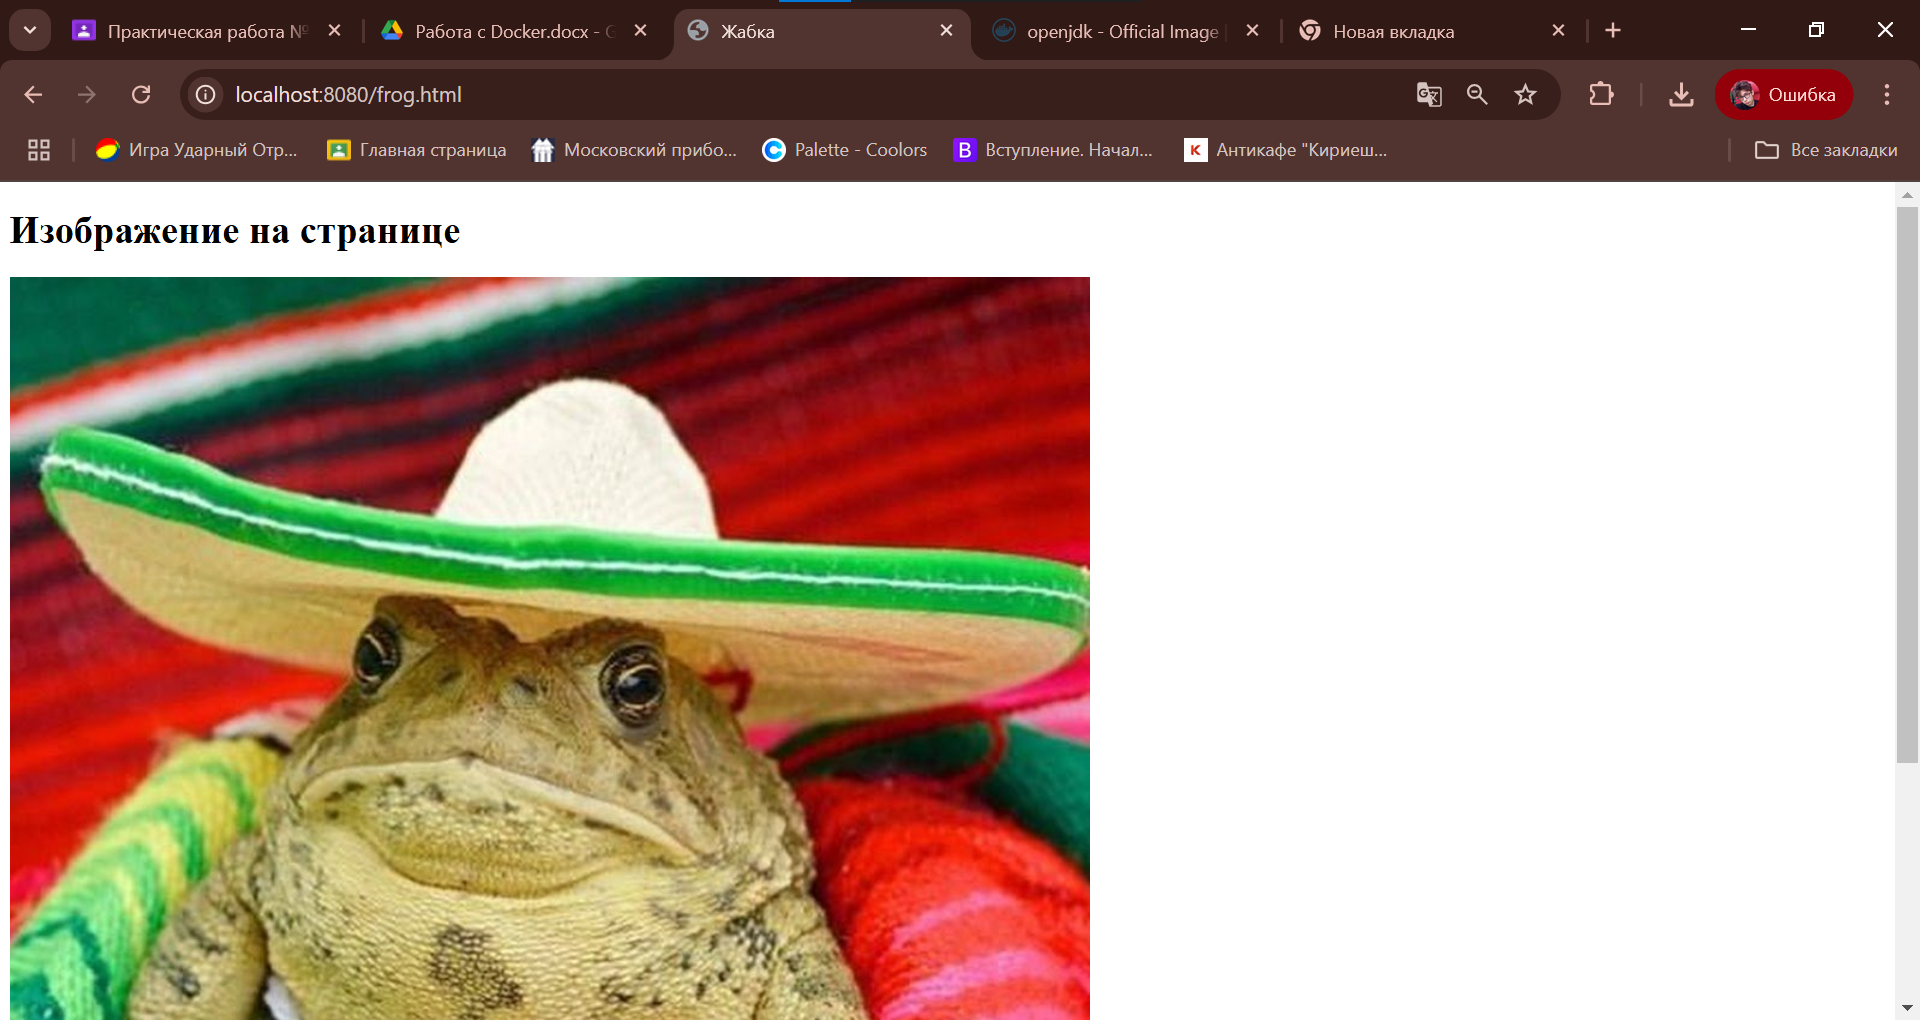 Практическая работа №
Работа с Docker.docx - G
Жабка
openjdk - Official Image
Новая вкладка
localhost:8080/frog.html
Ошибка
Игра Ударный Отр...
Главная страница
Московский прибо...
Palette - Coolors
Вступление. Начал...
Антикафе "Кириеш...
Все закладки
Изображение на странице